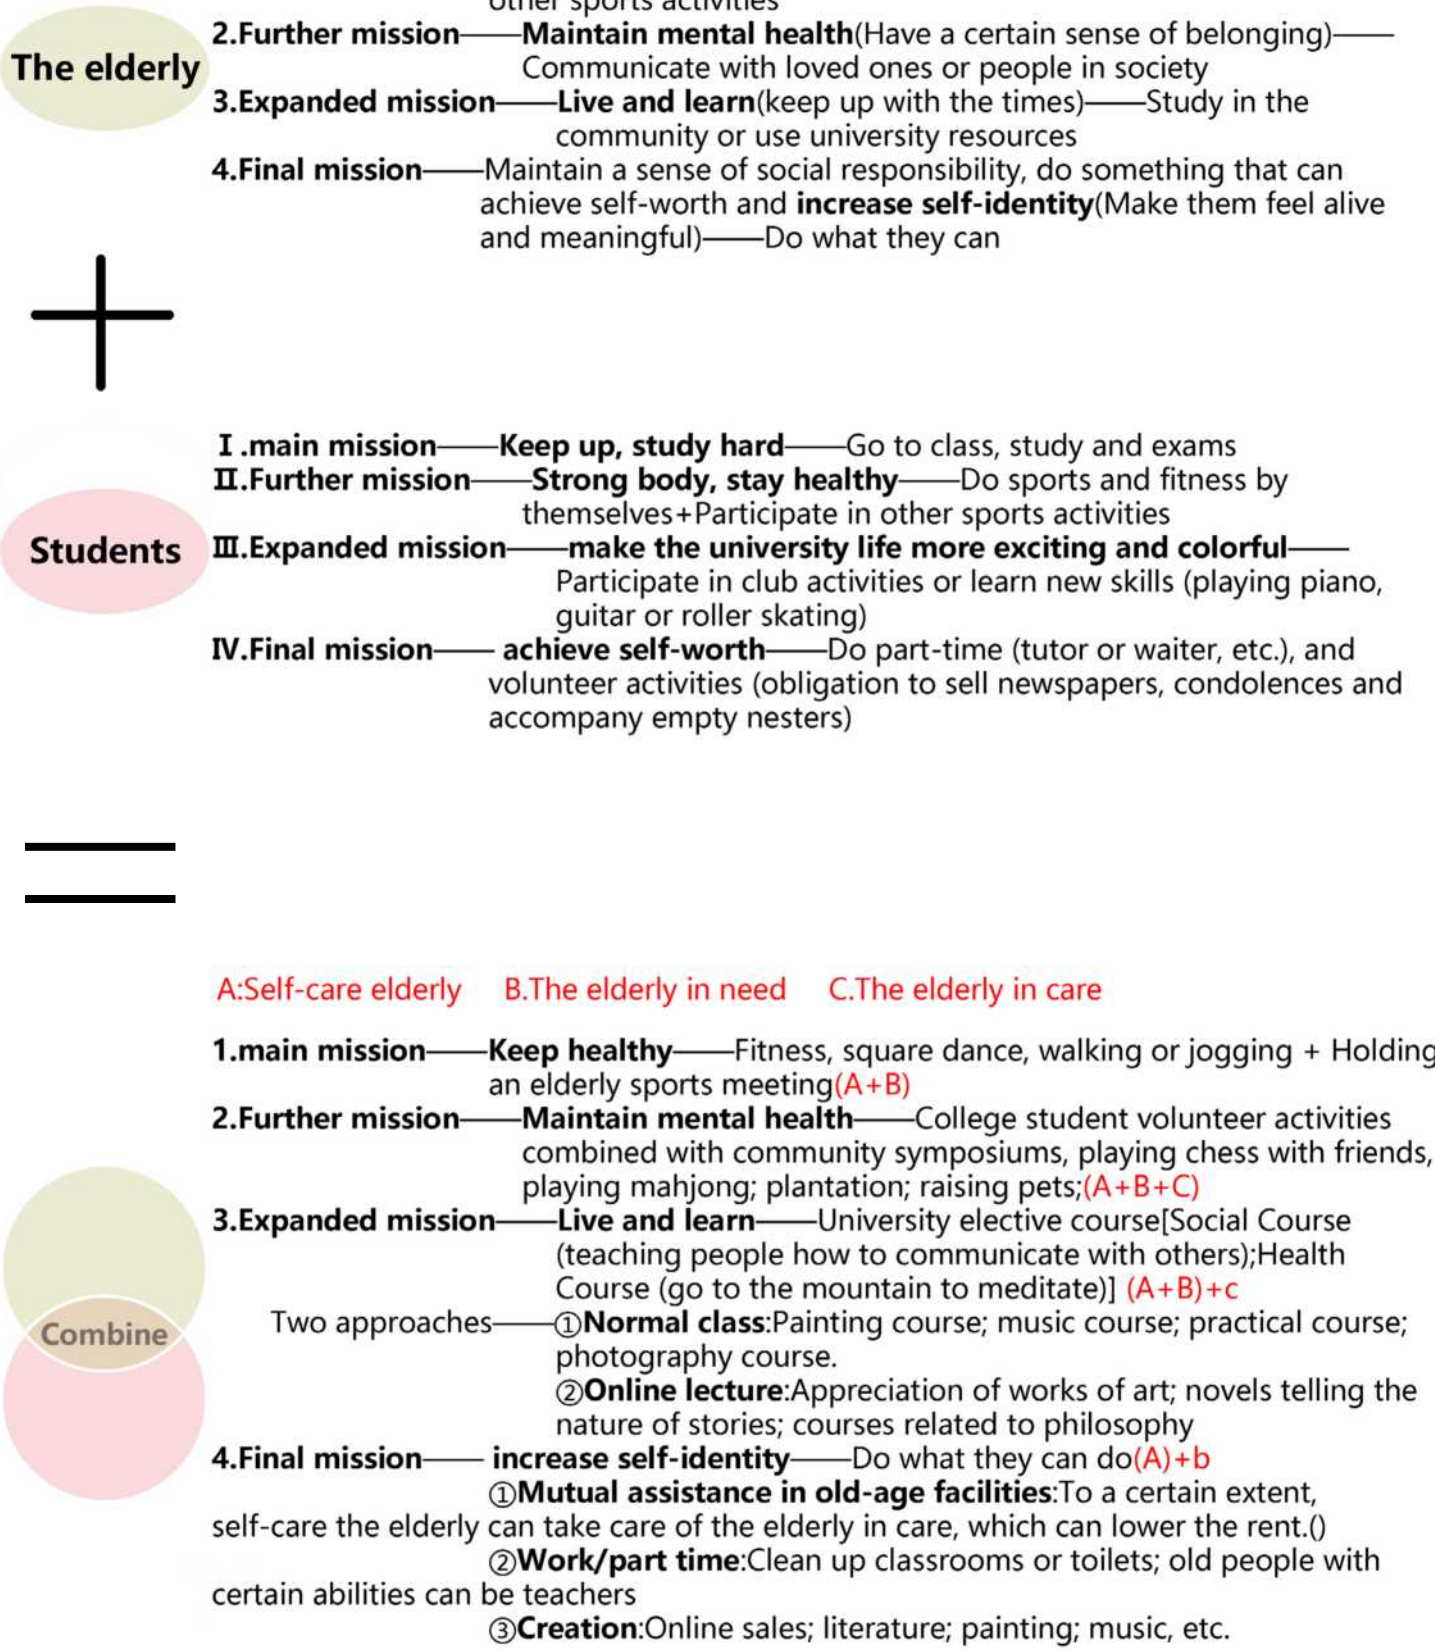 other sports activities
2.Further mission——Maintain mental health(Have a certain sense of belonging)——
Communicate with loved ones or people in society
The elderly
3.Expanded mission——Live and learn(keep up with the times)——Study in the
community or use university resources
4.Final mission——Maintain a sense of social responsibility, do something that can
achieve self-worth and increase self-identity(Make them feel alive
and meaningful)——Do what they can
Ⅰ.main mission——Keep up, study hard——Go to class, study and exams
Ⅱ.Further mission——Strong body, stay healthy——Do sports and fitness by
themselves+Participate in other sports activities
Students
Ⅲ.Expanded mission——make the university life more exciting and colorful——
Participate in club activities or learn new skills (playing piano,
guitar or roller skating)
Ⅳ.Final mission—— achieve self-worth——Do part-time (tutor or waiter, etc.), and
volunteer activities (obligation to sell newspapers, condolences and
accompany empty nesters)
A:Self-care elderly B.The elderly in need C.The elderly in care
1.main mission——Keep healthy——Fitness, square dance, walking or jogging + Holding
an elderly sports meeting(A+B)
2.Further mission——Maintain mental health——College student volunteer activities
combined with community symposiums, playing chess with friends,
playing mahjong; plantation; raising pets;(A+B+C)
3.Expanded mission——Live and learn——University elective course[Social Course
(teaching people how to communicate with others);Health
Course (go to the mountain to meditate)] (A+B)+c
Combine
Two approaches——①Normal class:Painting course; music course; practical course;
photography course.
②Online lecture:Appreciation of works of art; novels telling the
nature of stories; courses related to philosophy
4.Final mission—— increase self-identity——Do what they can do(A)+b
①Mutual assistance in old-age facilities:To a certain extent,
self-care the elderly can take care of the elderly in care, which can lower the rent.()
②Work/part time:Clean up classrooms or toilets; old people with
certain abilities can be teachers
③Creation:Online sales; literature; painting; music, etc.